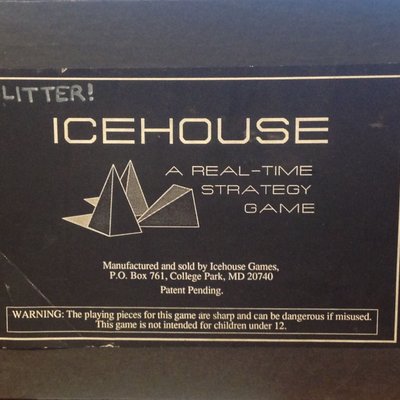 LITTER!
ICEHOUSE
A REAL-TIME
STRATEGY
GAME
Manufactured and sold by Icehouse Games,
P.O. Box 761, College Park, MD 20740
Patent Pending.
WARNING: The playing pieces for this game are sharp and can be dangerous if misused.
This game is not intended for children under 12.